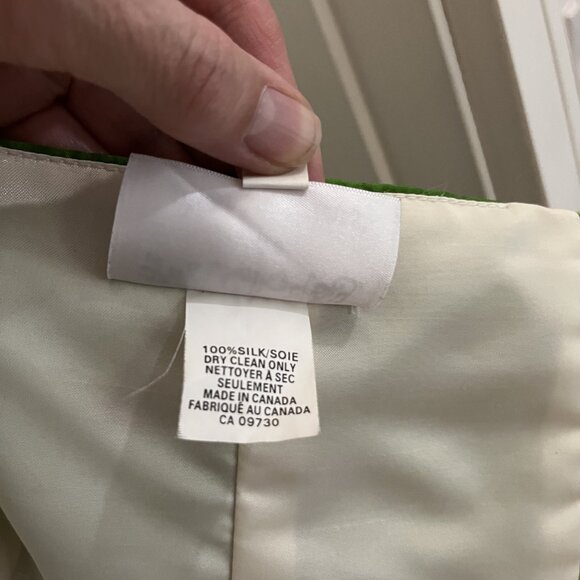 100%SILK/SOIE
DRY CLEAN ONLY
NETTOYER À SEC
SEULEMENT
MADE IN CANADA
FABRIQUÉ AU CANADA
CA 09730